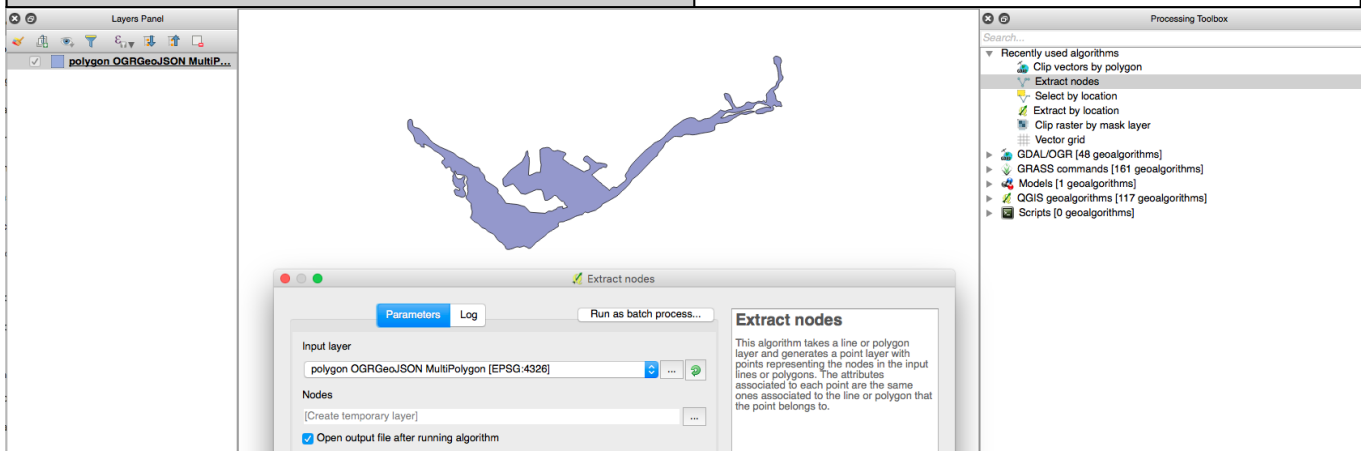 Layers Panel
polygon OGRGeoJSON MultiP...
Processing Toolbox
Search...
Recently used algorithms
Clip vectors by polygon
Extract nodes
Select by location
Extract by location
Clip raster by mask layer
Vector grid
GDAL/OGR [48 geoalgorithms]
GRASS commands [161 geoalgorithms]
Models [1 geoalgorithms]
QGIS geoalgorithms [117 geoalgorithms]
Scripts [0 geoalgorithms]
Extract nodes
Parameters Log Run as batch process...
Input layer
polygon OGRGeoJSON MultiPolygon [EPSG:4326] ...
Nodes
[Create temporary layer] ...
Open output file after running algorithm
Extract nodes
This algorithm takes a line or polygon
layer and generates a point layer with
points representing the nodes in the input
lines or polygons. The attributes
associated to each point are the same
ones associated to the line or polygon that
the point belongs to.